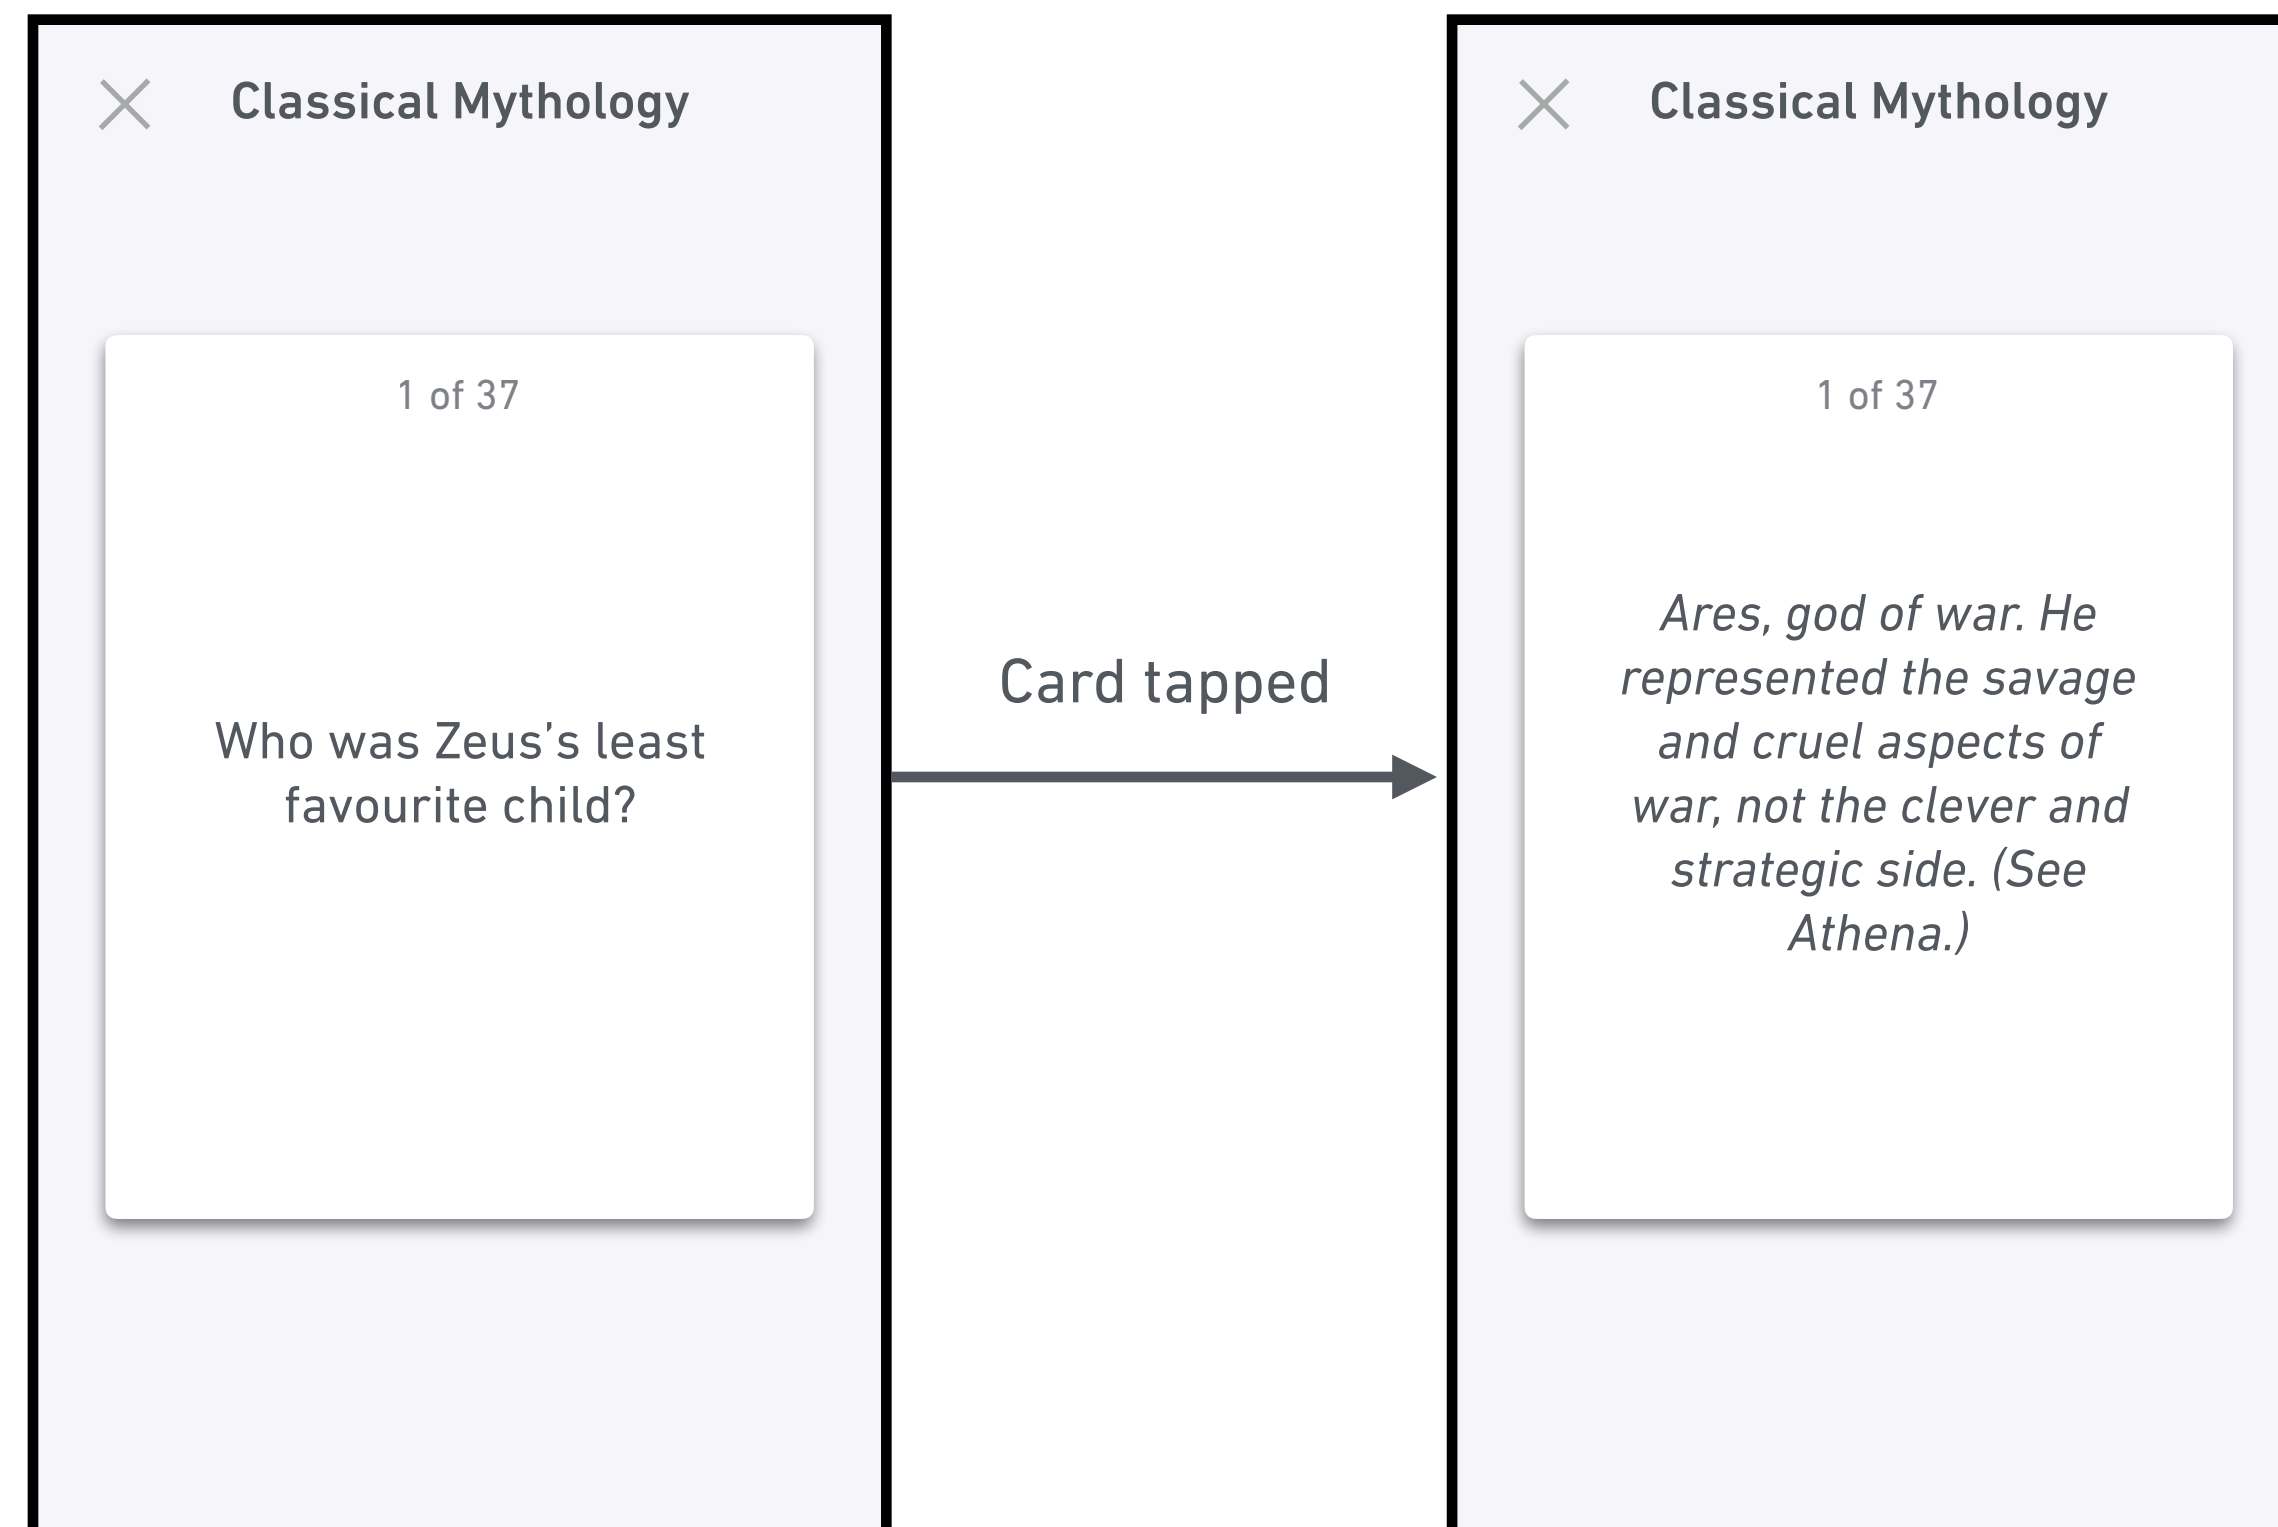 Classical Mythology
1 of 37
Who was Zeus’s least
favourite child?
Card tapped
Classical Mythology
1 of 37
Ares, god of war. He
represented the savage
and cruel aspects of
war, not the clever and
strategic side. (See
Athena.)